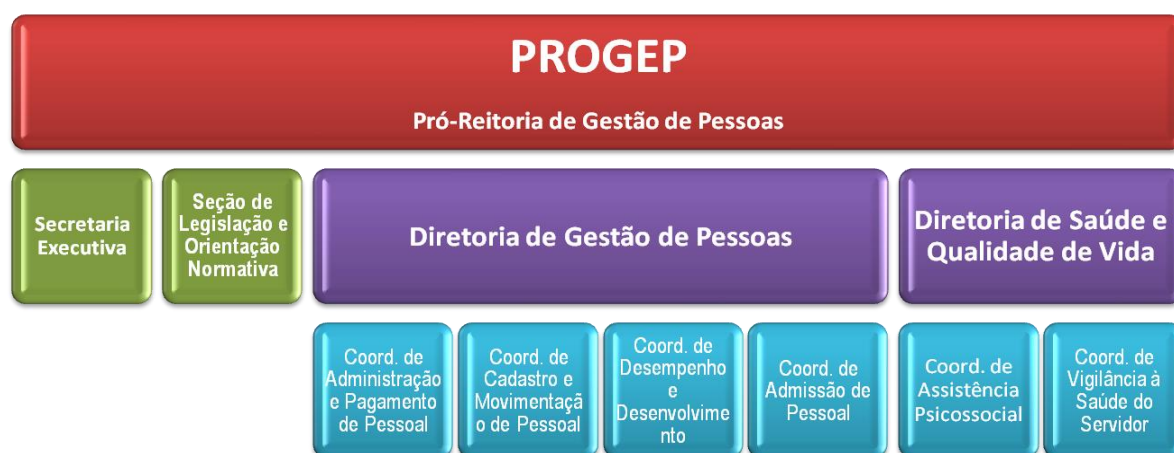 PROGEP
Pró-Reitoria de Gestão de Pessoas
Secretaria
Executiva
Seção de
Legislação e
Orientação
Normativa
Diretoria de Gestão de Pessoas
Diretoria de Saúde e
Qualidade de Vida
Coord. de
Administração
e Pagamento
de Pessoal
Coord. de
Cadastro e
Movimentaçã
o de Pessoal
Coord. de
Desempenho
e
Desenvolvime
nto
Coord. de
Admissão de
Pessoal
Coord. de
Assistência
Psicossocial
Coord. de
Vigilância à
Saúde do
Servidor